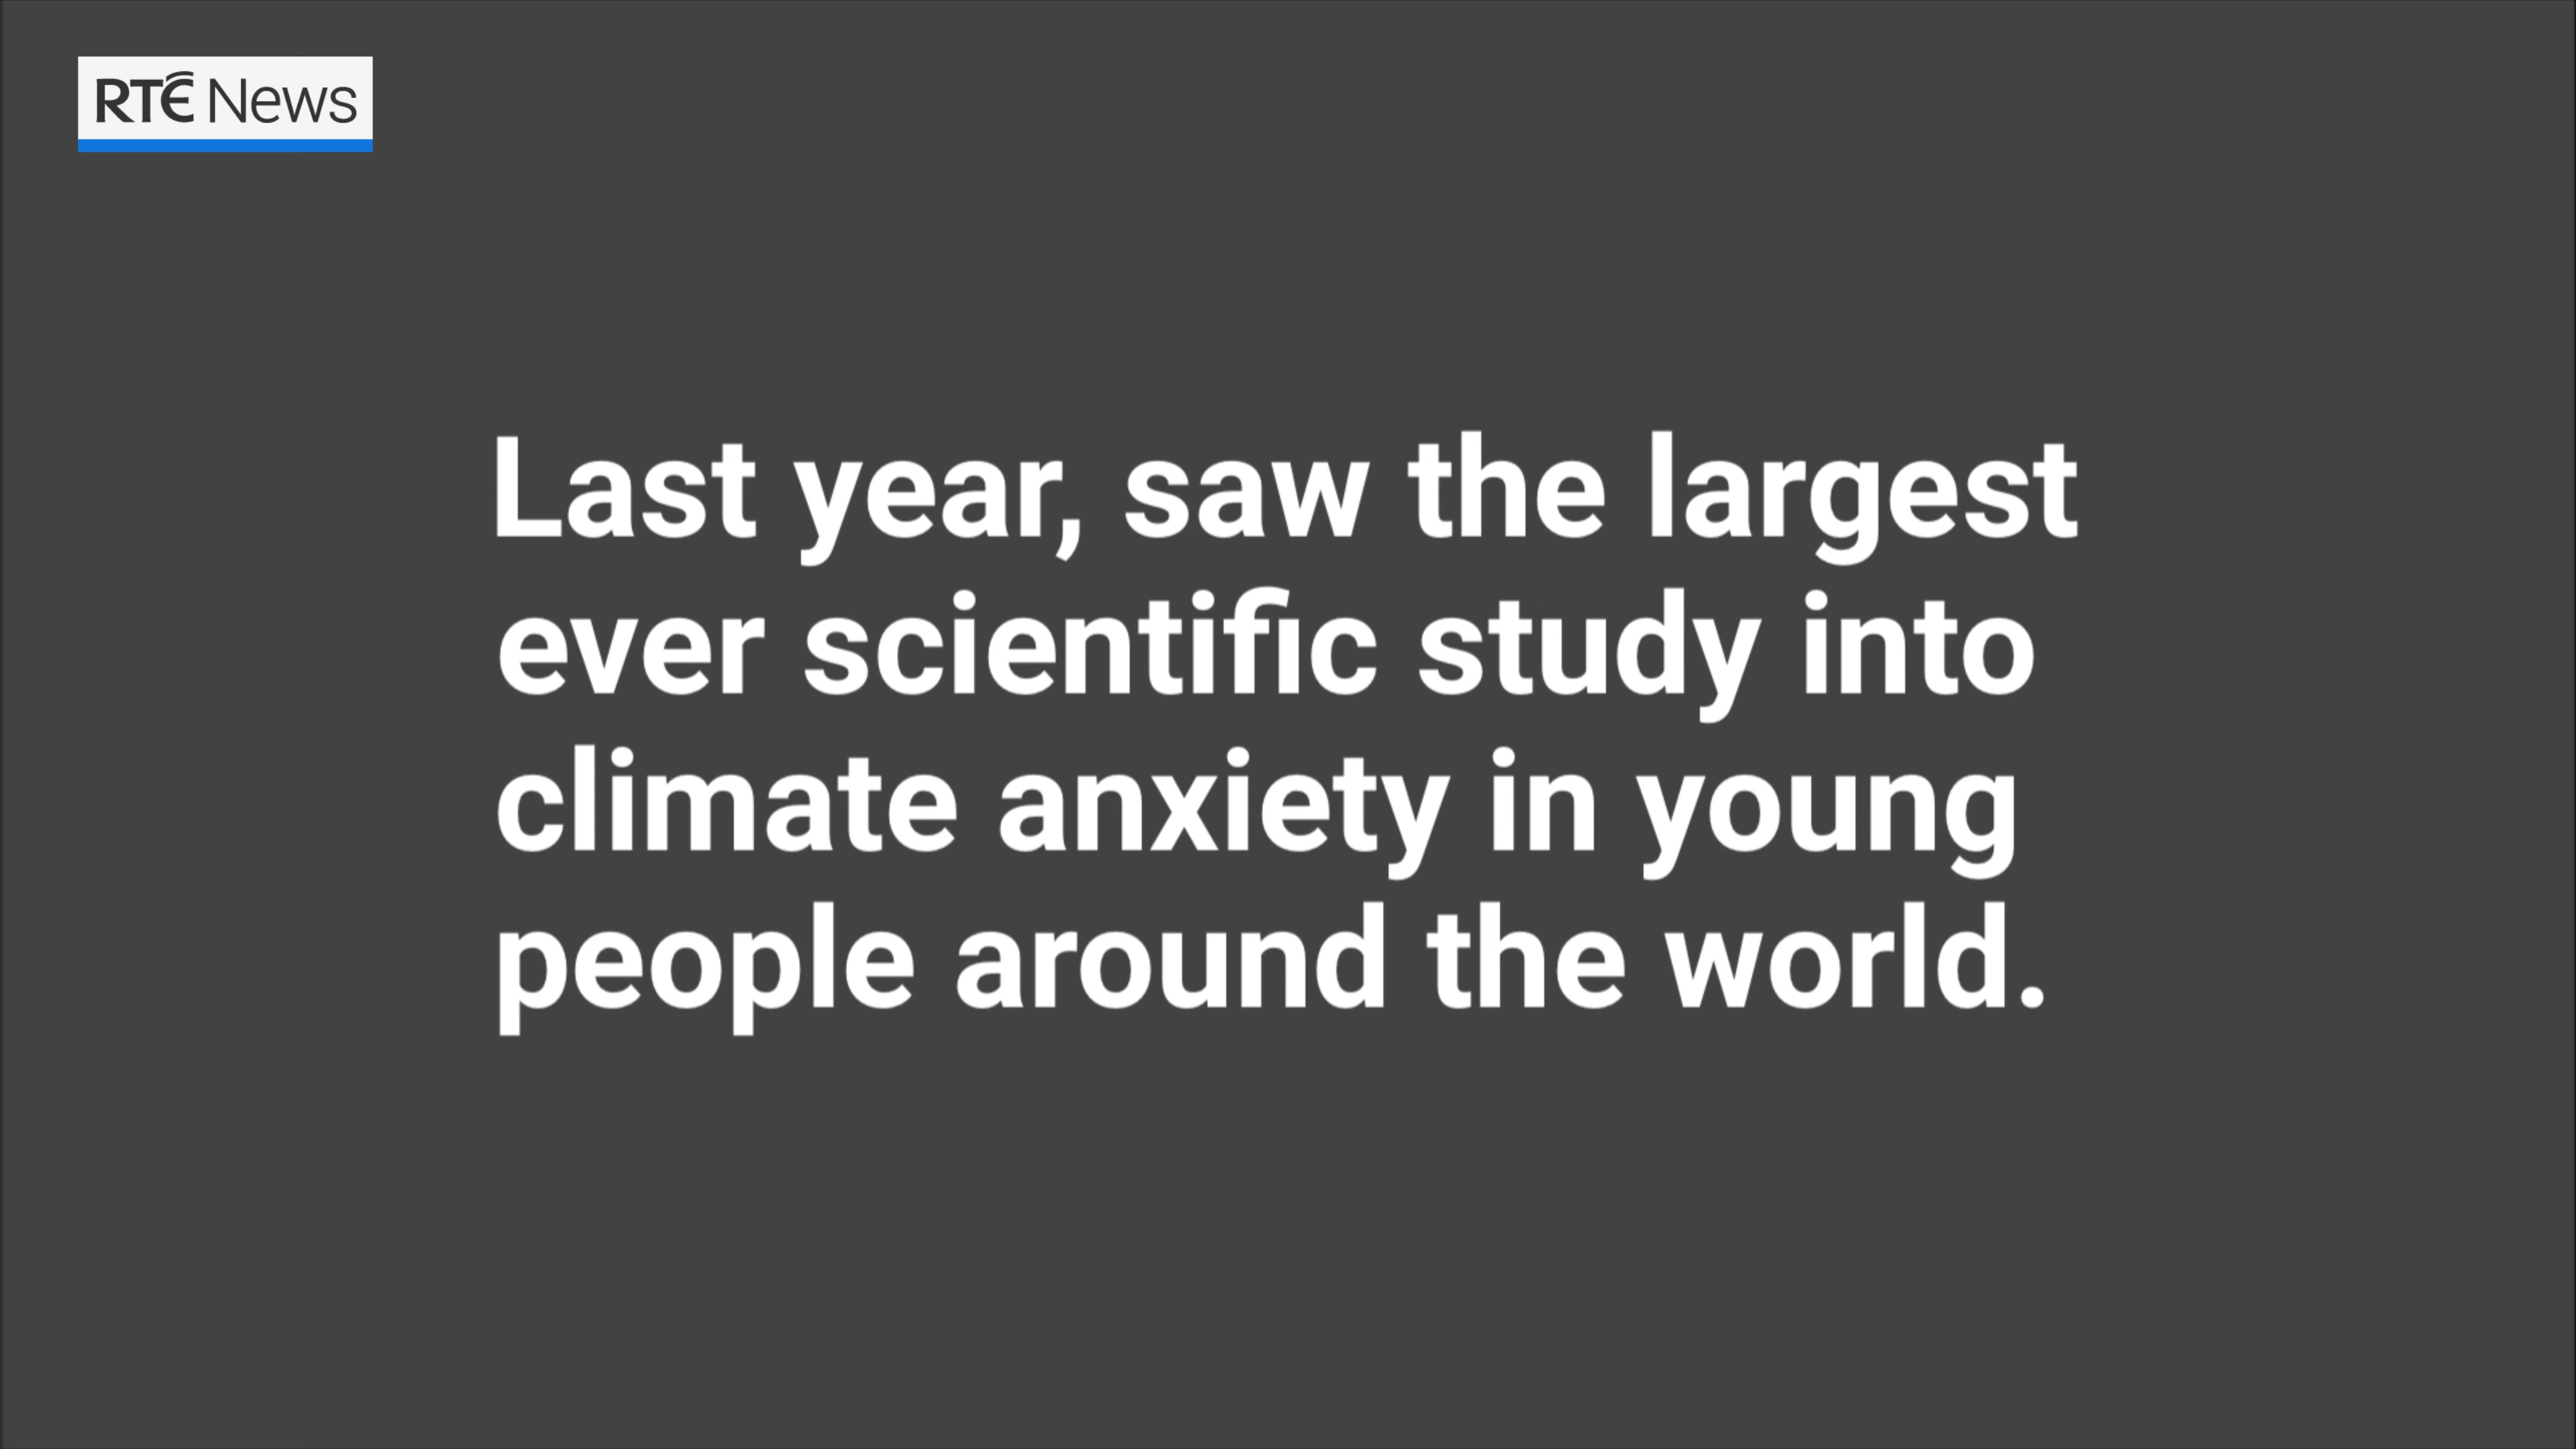 RTÉ News
Last year, saw the largest
ever scientific study into
climate anxiety in young
people around the world.